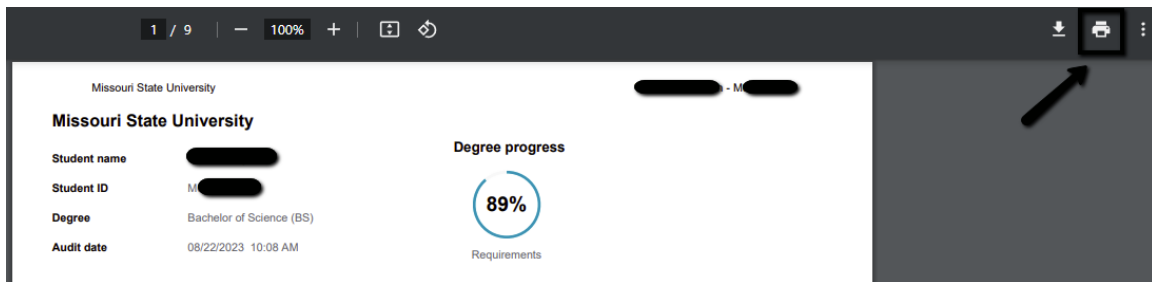 1 / 9 100%
Missouri State University - M
Missouri State University
Student name
Student ID M
Degree Bachelor of Science (BS)
Audit date 08/22/2023 10:08 AM
Degree progress
89%
Requirements